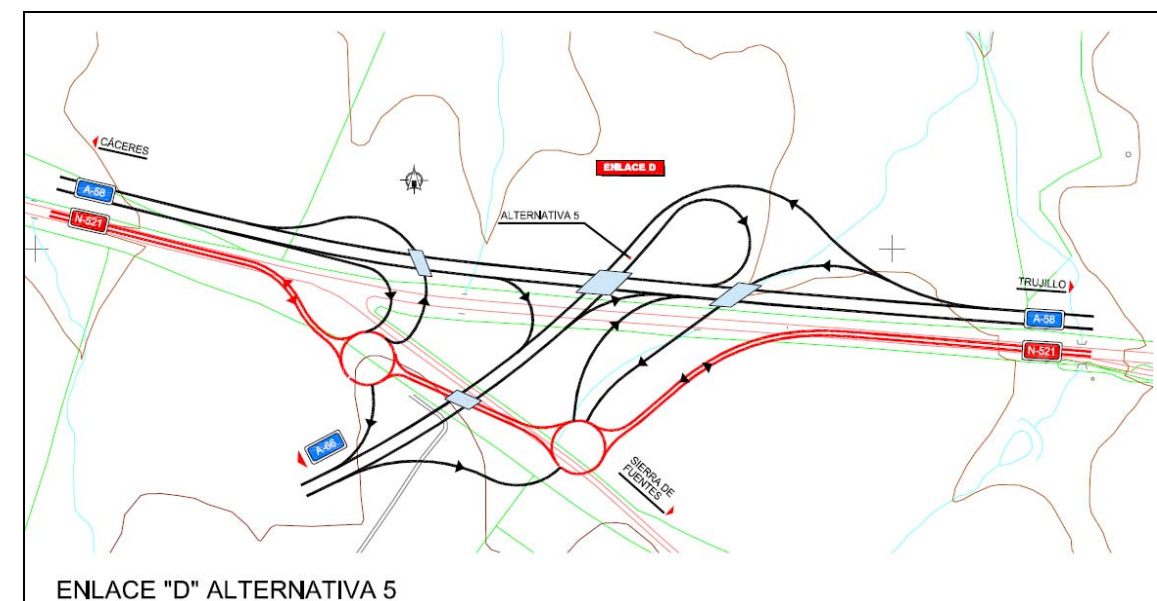 CÁCERES
A-58
N-521
ENLACE D
ALTERNATIVA 5
TRUJILLO
A-58
N-521
A-66
SIERRA DE
FUENTES
ENLACE "D" ALTERNATIVA 5